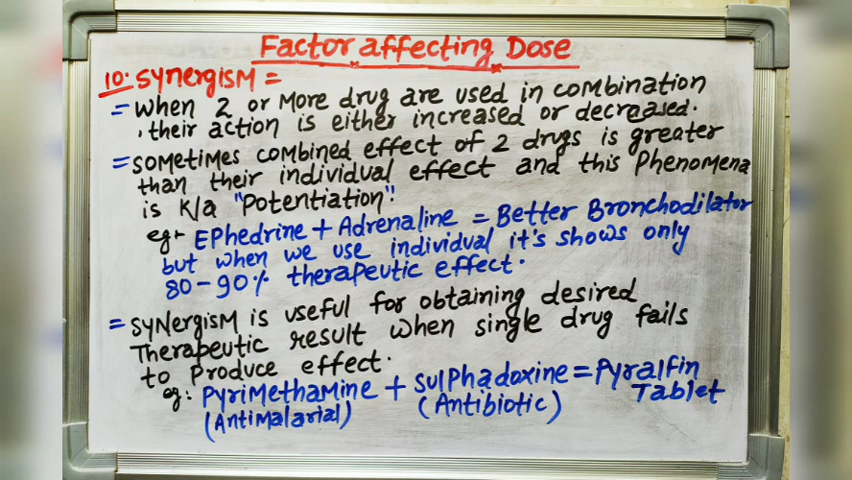 Factor affecting Dose
10. SYNergisM =
= When 2 or More drug are used in combination
, their action is either increased or decreased.
= SOMETIMES combined effect of 2 drugs is greater
than their individual effect and this Phenomena
is K/a "Potentiation".
eg:- EPhedrine + Adrenaline = Better Bronchodilator
but when we use individual it's shows only
80-90% therapeutic effect.
= SYNergisM is useful for obtaining desired
Therapeutic result when single drug fails
to Produce effect.
eg: PYriMethamine + SulPhadoxine = PYralfin
Tablet
(Antimalarial) (Antibiotic)